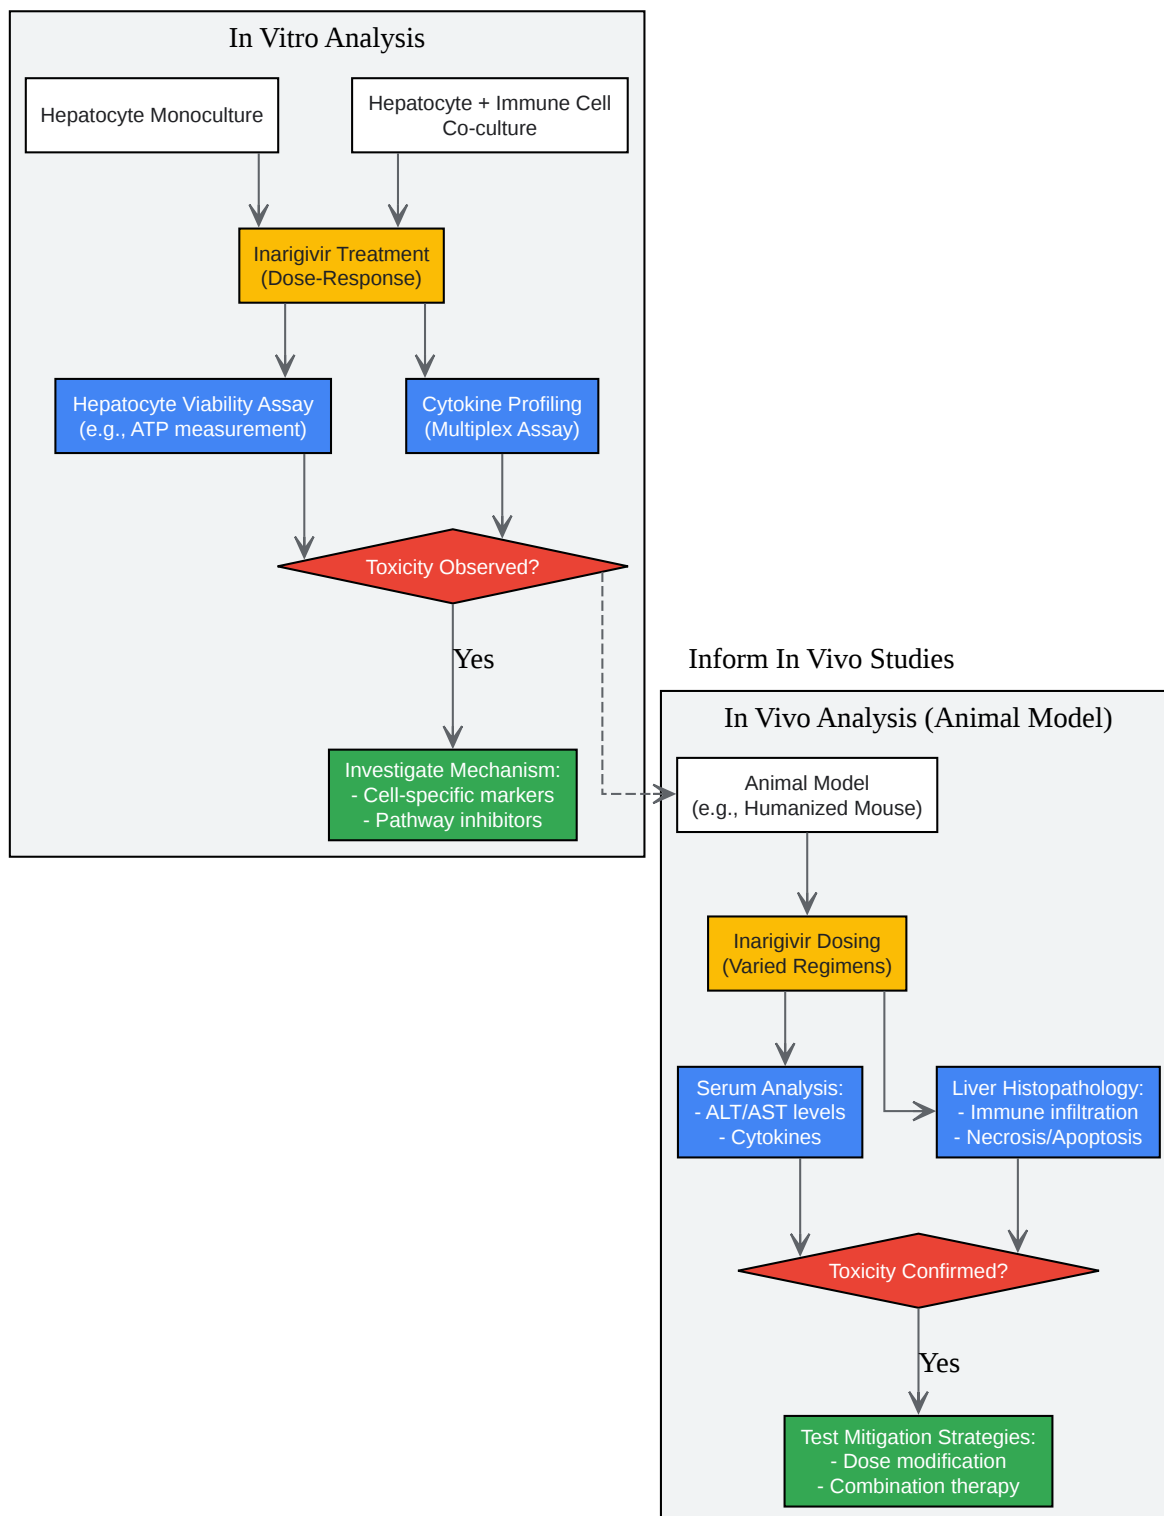 In Vitro Analysis
Hepatocyte Monoculture
Hepatocyte + Immune Cell
Co-culture
Inarigivir Treatment
(Dose-Response)
Hepatocyte Viability Assay
(e.g., ATP measurement)
Cytokine Profiling
(Multiplex Assay)
Toxicity Observed?
Yes
Investigate Mechanism:
- Cell-specific markers
- Pathway inhibitors
Inform In Vivo Studies
In Vivo Analysis (Animal Model)
Animal Model
(e.g., Humanized Mouse)
Inarigivir Dosing
(Varied Regimens)
Serum Analysis:
- ALT/AST levels
- Cytokines
Liver Histopathology:
- Immune infiltration
- Necrosis/Apoptosis
Toxicity Confirmed?
Yes
Test Mitigation Strategies:
- Dose modification
- Combination therapy